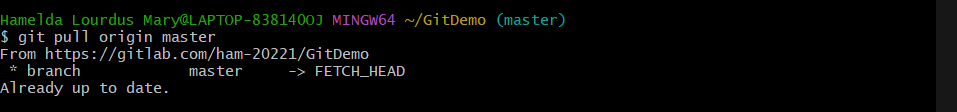 Hamelda Lourdus Mary@LAPTOP-83814OOJ MINGW64 ~/GitDemo (master)
$ git pull origin master
From https://gitlab.com/ham-20221/GitDemo
 * branch            master     -> FETCH_HEAD
Already up to date.